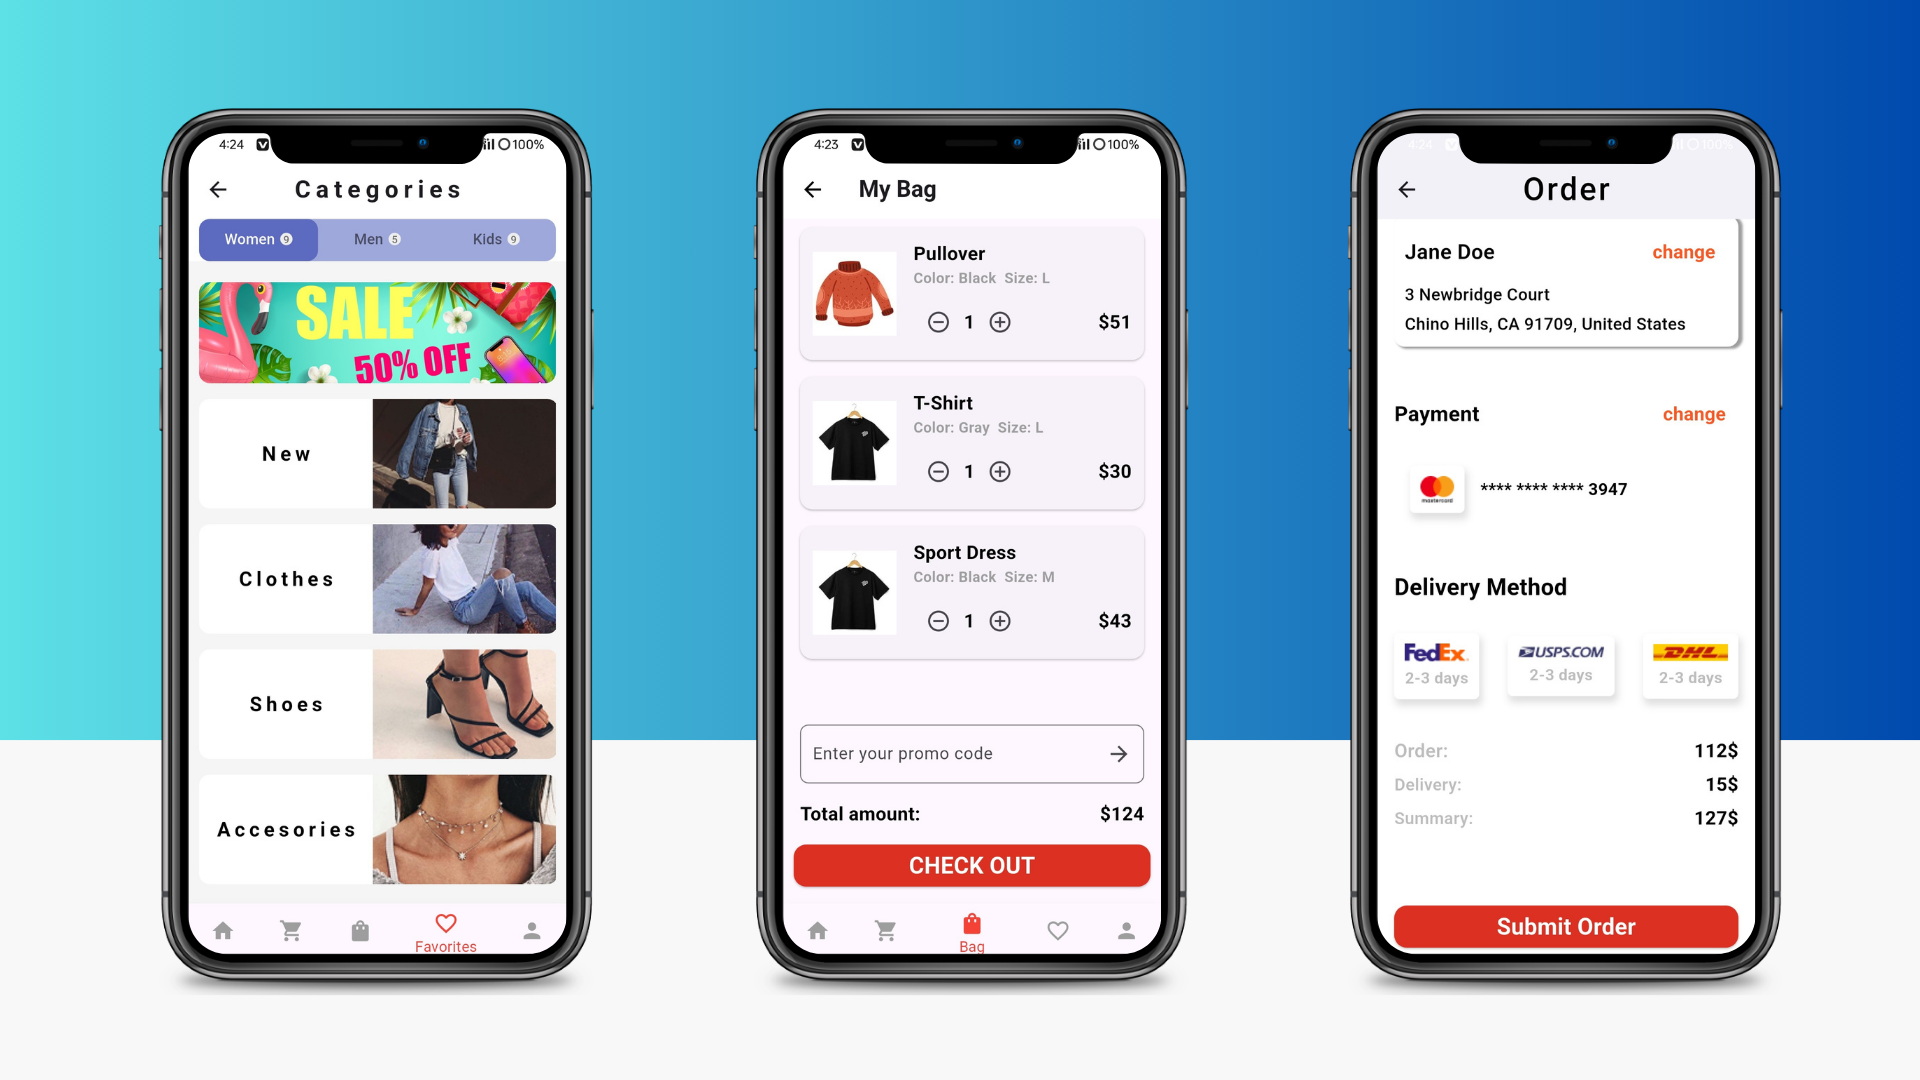 4:24
100%
Categories
Women 9
Men 5
Kids 9
SALE
50% OFF
New
Clothes
Shoes
Accesories
Favorites
4:23
100%
My Bag
Pullover
Color: Black Size: L
1
$51
T-Shirt
Color: Gray Size: L
1
$30
Sport Dress
Color: Black Size: M
1
$43
Enter your promo code
Total amount:
$124
CHECK OUT
Bag
4:24
100%
Order
Jane Doe
change
3 Newbridge Court
Chino Hills, CA 91709, United States
Payment
change
mastercard
**** **** **** 3947
Delivery Method
FedEx
2-3 days
USPS.COM
2-3 days
DHL
2-3 days
Order:
112$
Delivery:
15$
Summary:
127$
Submit Order